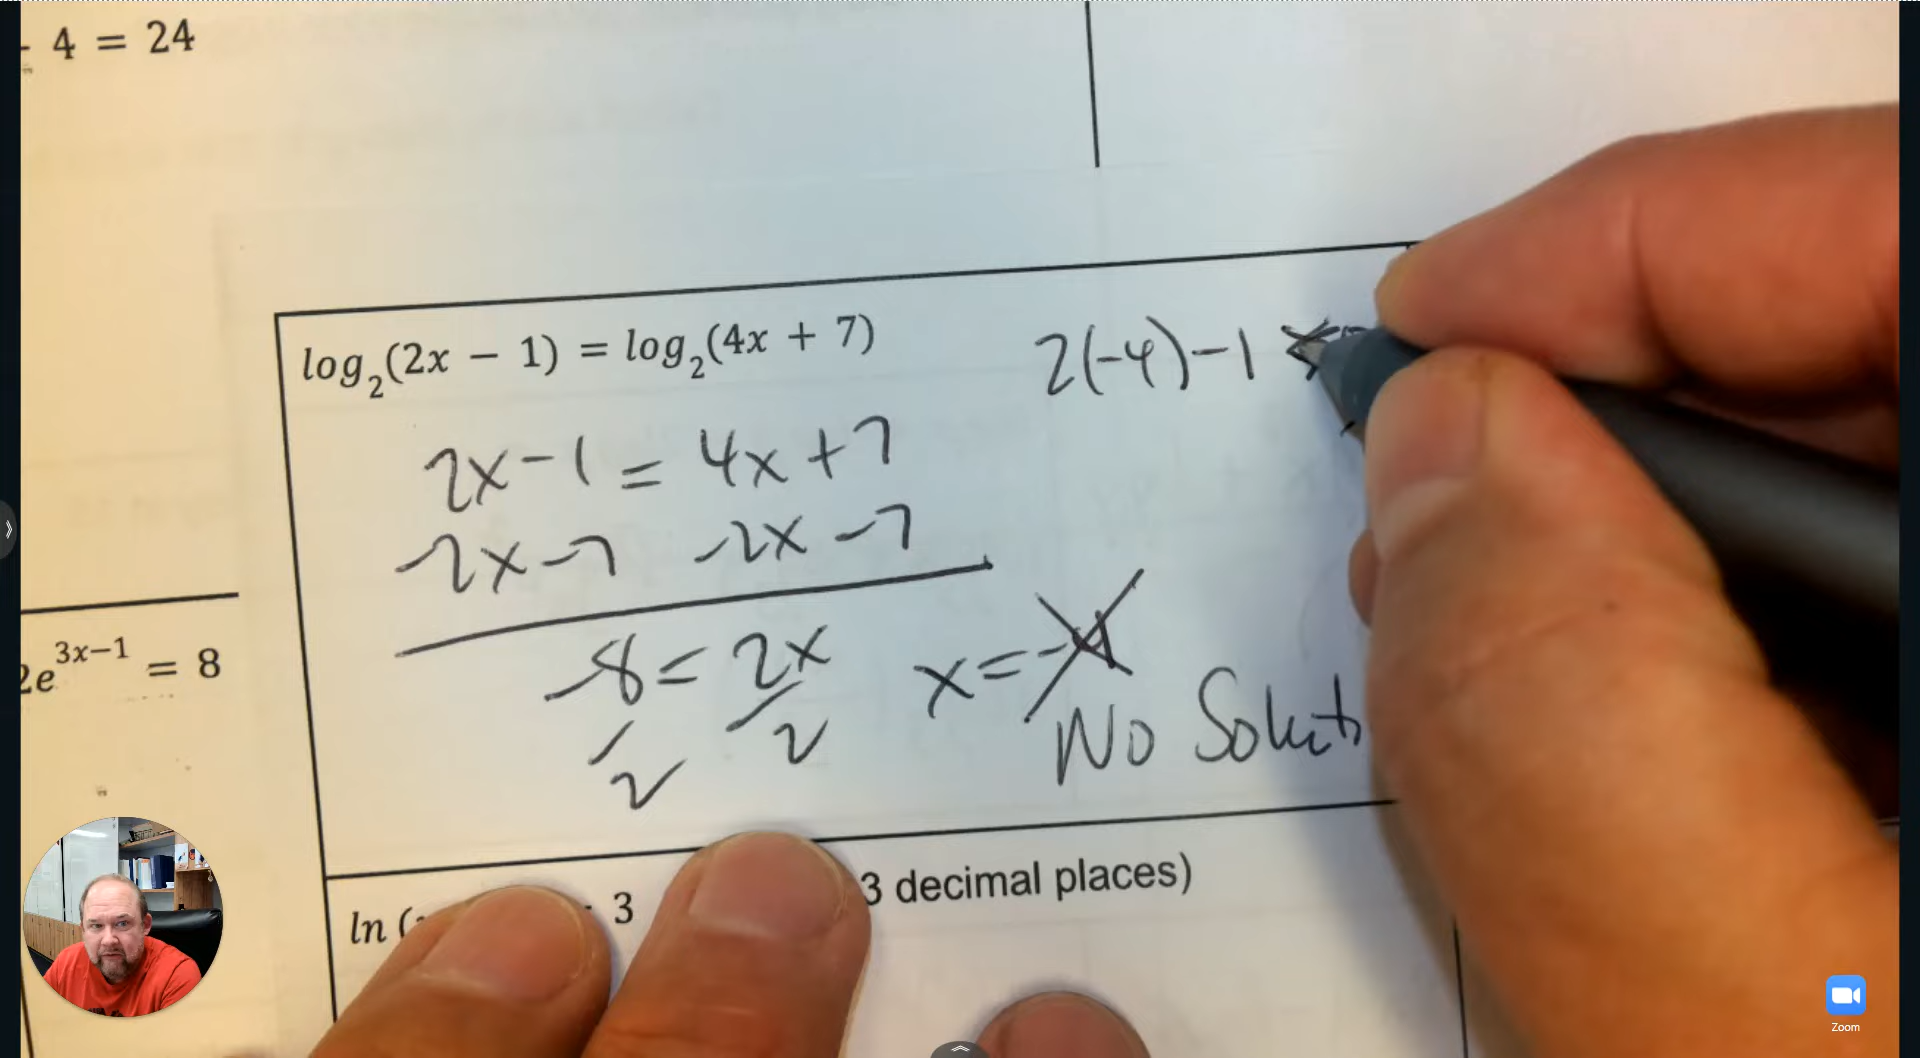 - 4 = 24
log₂(2x − 1) = log₂(4x + 7)
2(-4)-1
2x-1 = 4x+7
-2x-7 -2x-7
-8 = 2x
2 2
x = -4
No Solut
2e^{3x−1} = 8
ln (
3
3 decimal places)
Zoom